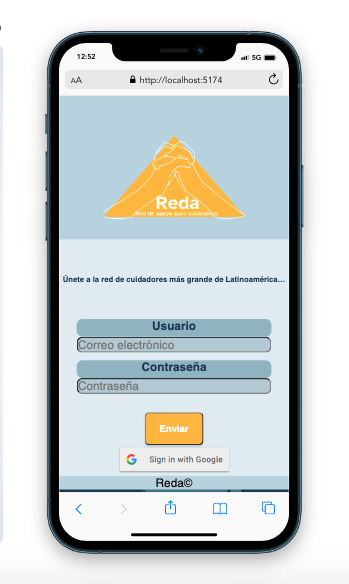 12:52
5G
AA http://localhost:5174
Reda
Red de apoyo para cuidadores
Únete a la red de cuidadores más grande de Latinoamérica...
Usuario
Correo electrónico
Contraseña
Contraseña
Enviar
G Sign in with Google
Reda©